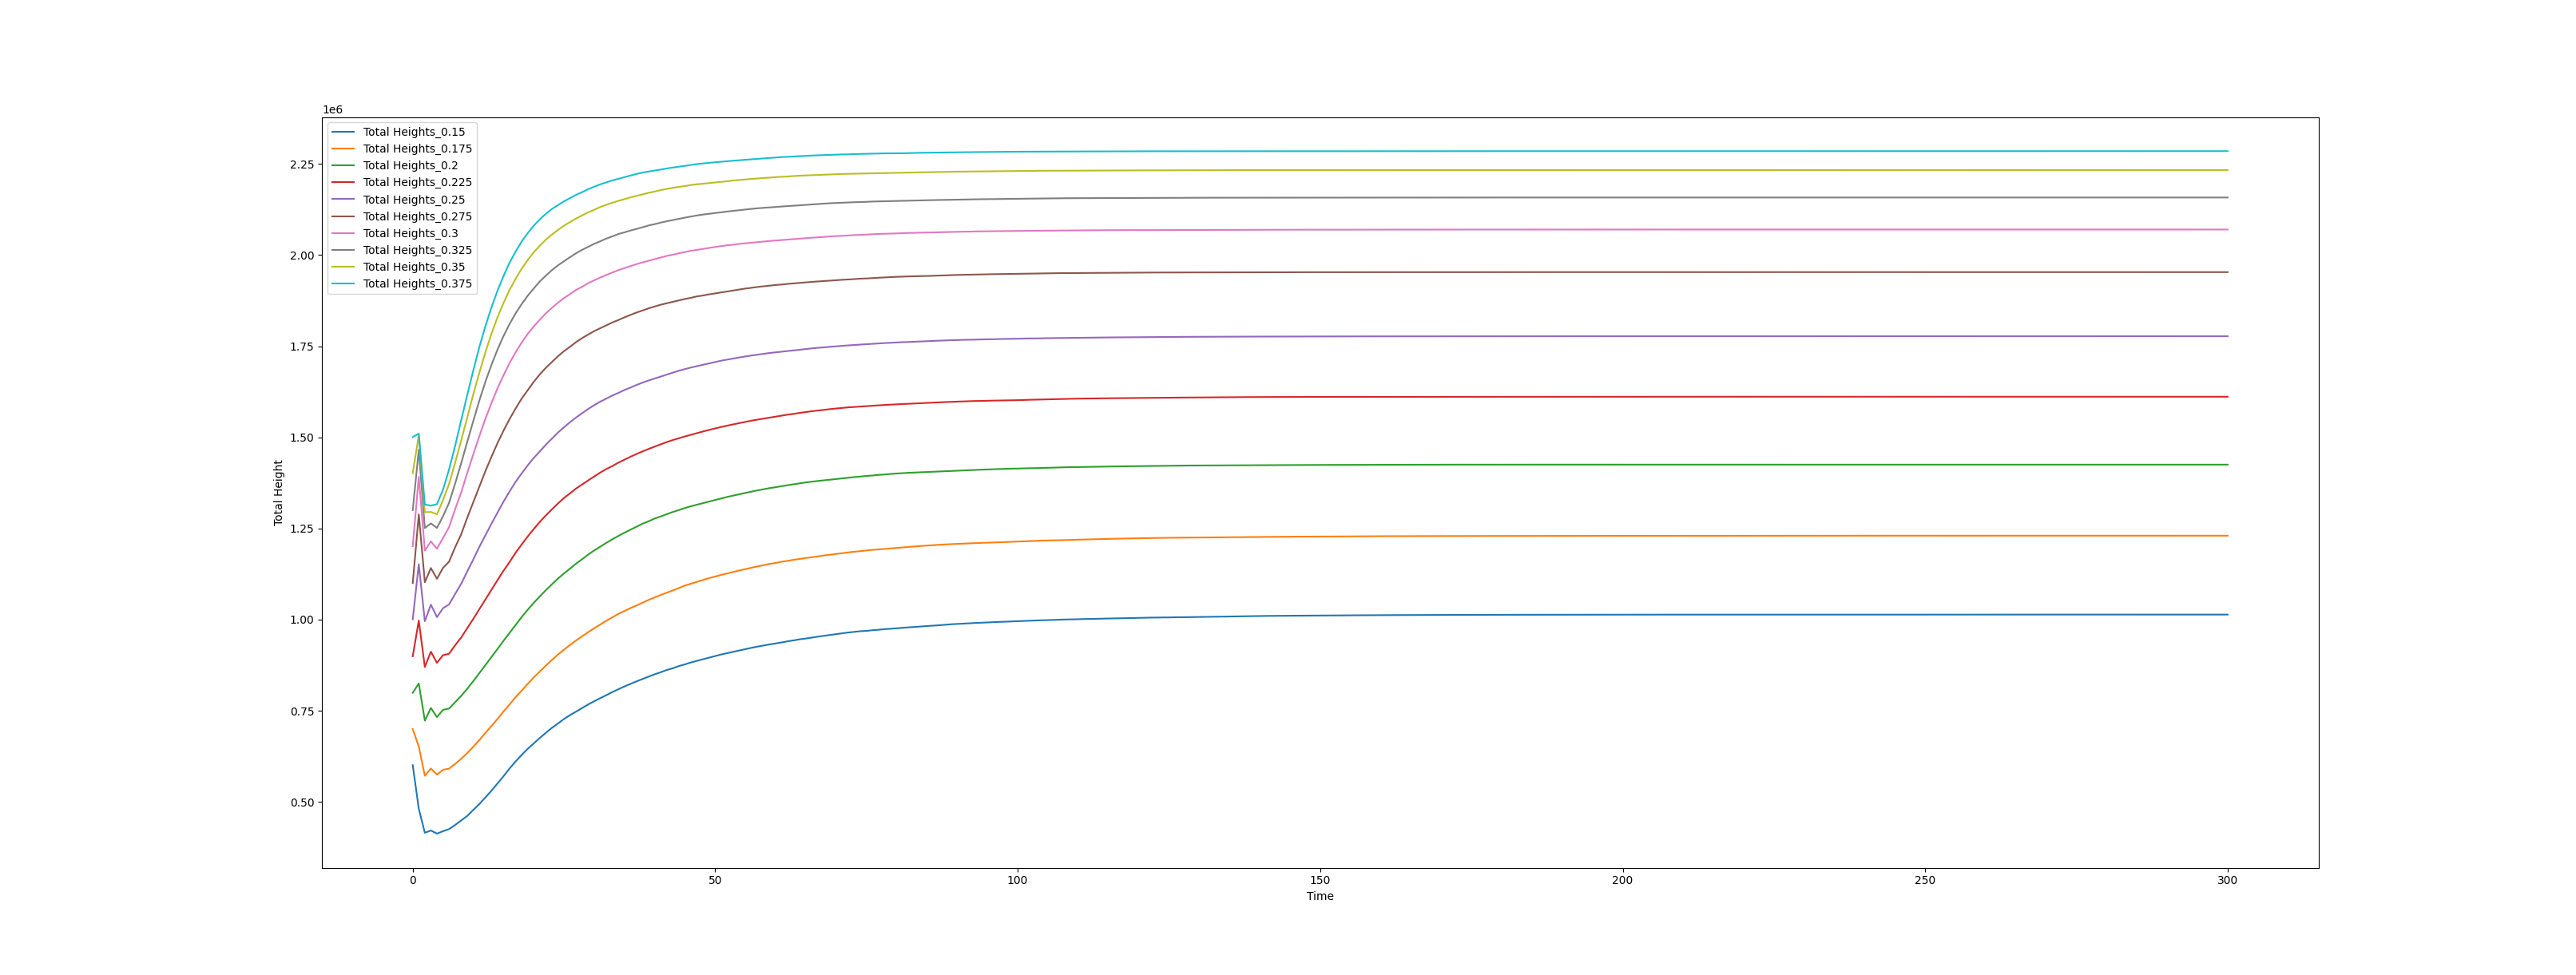 1e6
Total Heights_0.15
Total Heights_0.175
Total Heights_0.2
Total Heights_0.225
Total Heights_0.25
Total Heights_0.275
Total Heights_0.3
Total Heights_0.325
Total Heights_0.35
Total Heights_0.375
2.25
2.00
1.75
1.50
1.25
1.00
0.75
0.50
Total Height
0 50 100 150 200 250 300
Time